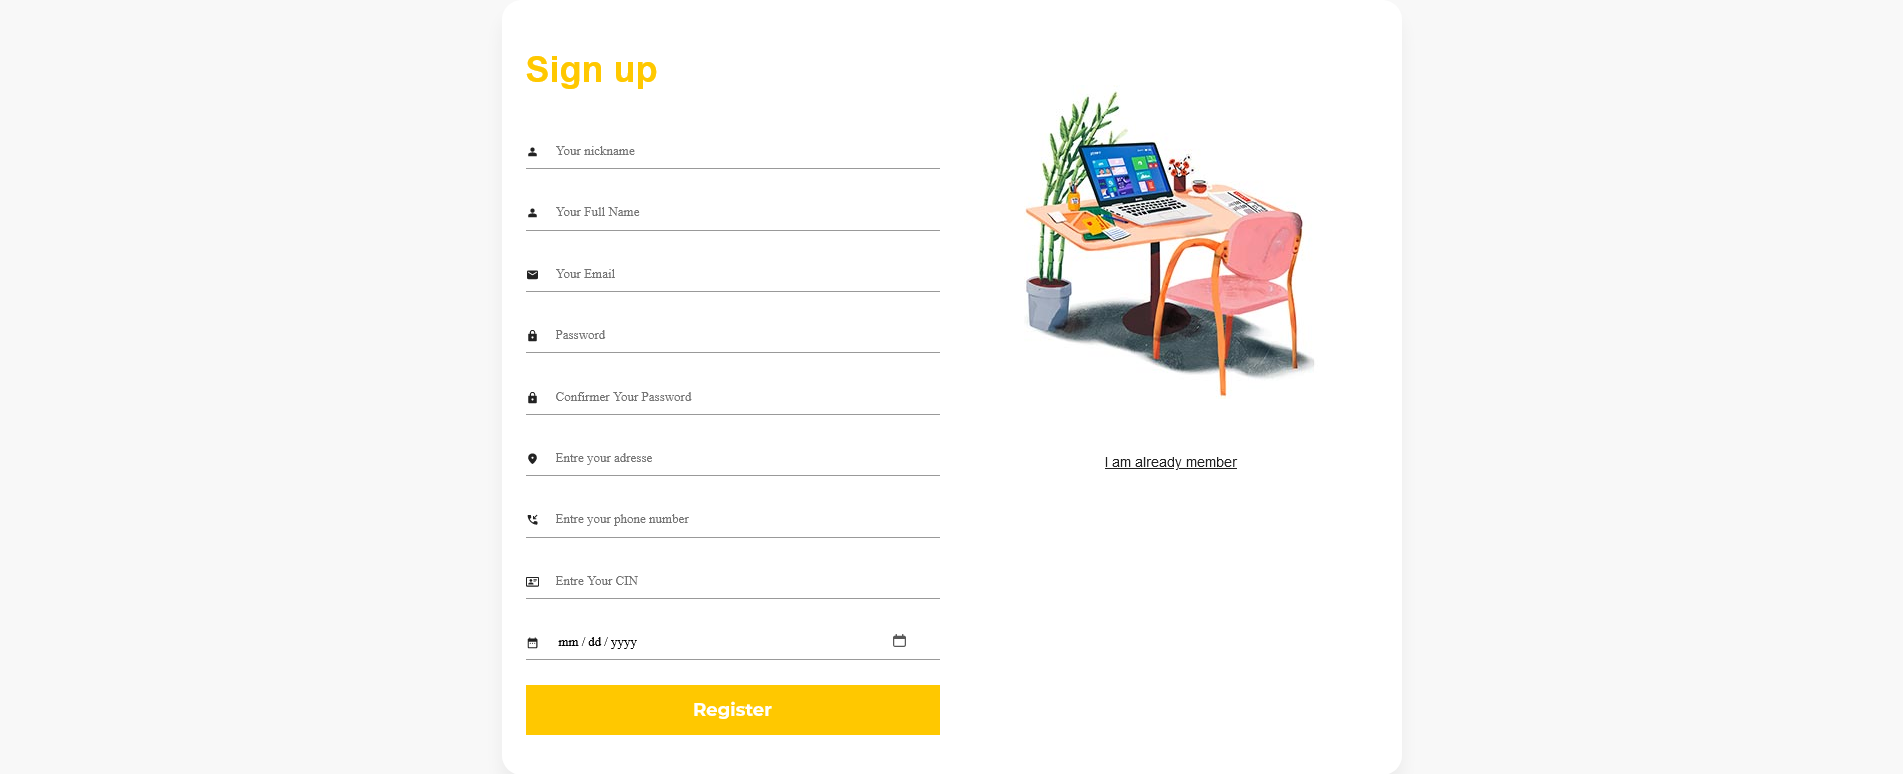 Sign up
Your nickname
Your Full Name
Your Email
Password
Confirmer Your Password
Entre your adresse
Entre your phone number
Entre Your CIN
mm / dd / yyyy
Register
I am already member